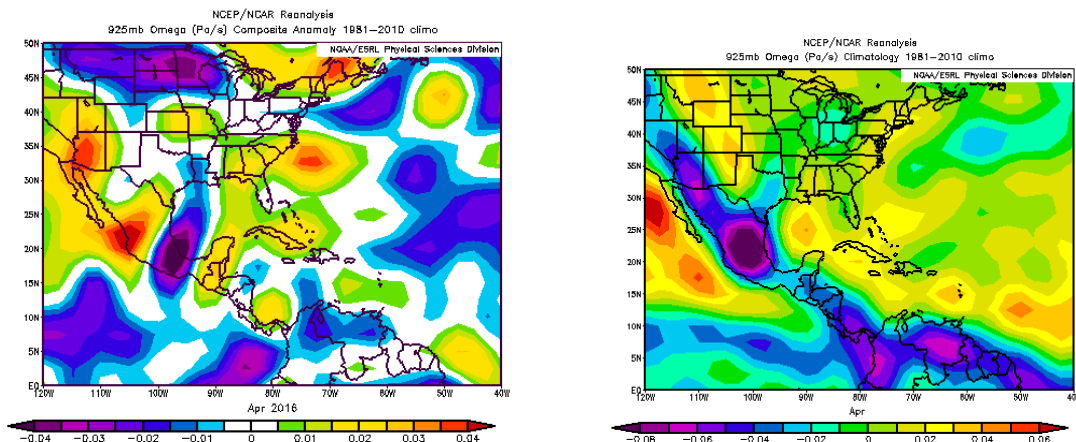 NCEP/NCAR Reanalysis
925mb Omega (Pa/s) Composite Anomaly 1981-2010 climo
NOAA/ESRL Physical Sciences Division
50N
45N
40N
35N
30N
25N
20N
15N
10N
5N
EQ
120W 110W 100W 90W 80W 70W 60W 50W 40W
Apr 2016
-0.04 -0.03 -0.02 -0.01 0 0.01 0.02 0.03 0.04
NCEP/NCAR Reanalysis
925mb Omega (Pa/s) Climatology 1981-2010 climo
NOAA/ESRL Physical Sciences Division
50N
45N
40N
35N
30N
25N
20N
15N
10N
5N
EQ
120W 110W 100W 90W 80W 70W 60W 50W 40
Apr
-0.08 -0.06 -0.04 -0.02 0 0.02 0.04 0.06